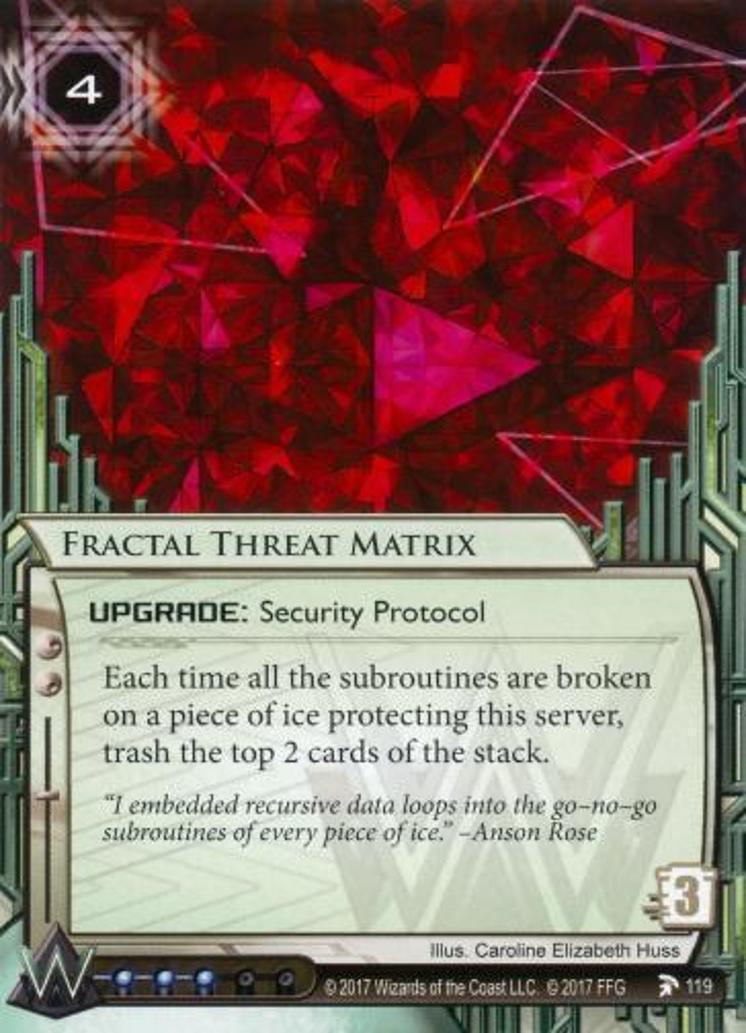 4
FRACTAL THREAT MATRIX
UPGRADE: Security Protocol
Each time all the subroutines are broken
on a piece of ice protecting this server,
trash the top 2 cards of the stack.
“I embedded recursive data loops into the go–no–go
subroutines of every piece of ice.” –Anson Rose
3
Illus. Caroline Elizabeth Huss
W
© 2017 Wizards of the Coast LLC. © 2017 FFG 119